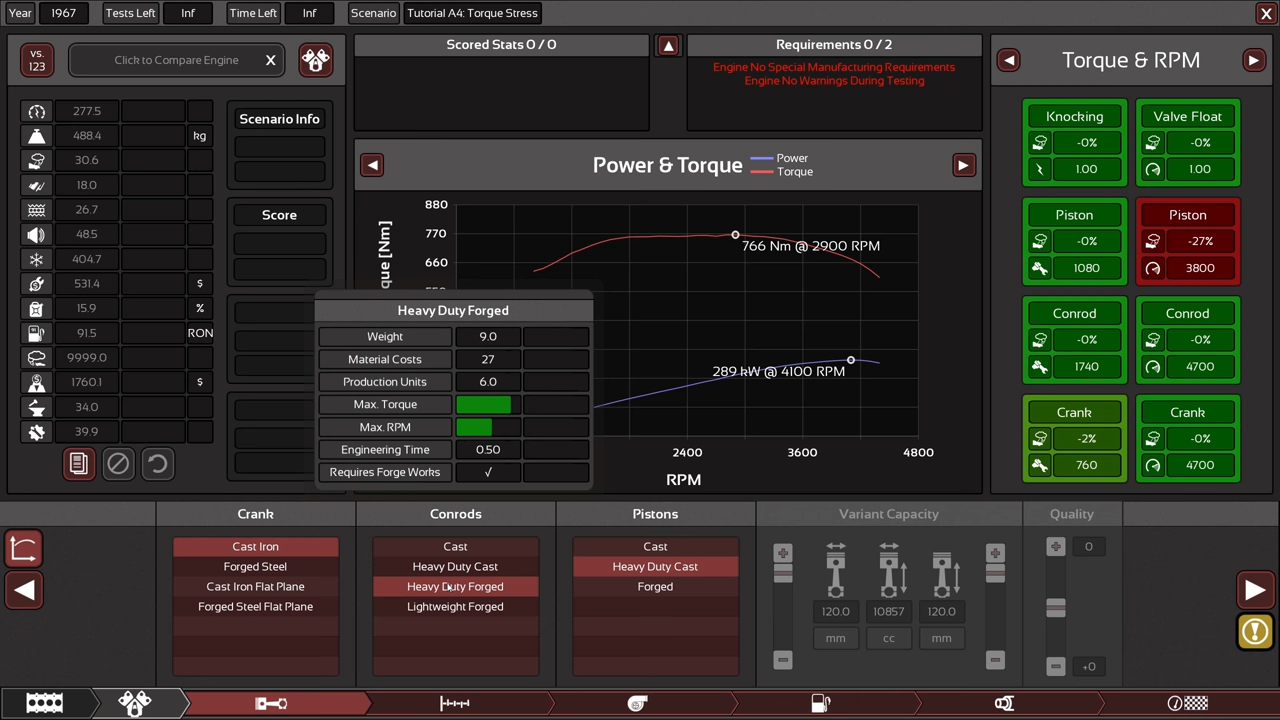 Year 1967 Tests Left Inf Time Left Inf Scenario Tutorial A4: Torque Stress X
vs.
123
Click to Compare Engine X
277.5
488.4 kg
30.6
18.0
26.7
48.5
404.7
531.4 $
15.9 %
91.5 RON
9999.0
1760.1 $
34.0
39.9
Scenario Info
Score
Scored Stats 0 / 0
Requirements 0 / 2
Engine No Special Manufacturing Requirements
Engine No Warnings During Testing
Power & Torque
Power
Torque
880
770
660
766 Nm @ 2900 RPM
289 kW @ 4100 RPM
2400 3600 4800
RPM
Heavy Duty Forged
Weight 9.0
Material Costs 27
Production Units 6.0
Max. Torque
Max. RPM
Engineering Time 0.50
Requires Forge Works √
Torque & RPM
Knocking
-0%
1.00
Valve Float
-0%
1.00
Piston
-0%
1080
Piston
-27%
3800
Conrod
-0%
1740
Conrod
-0%
4700
Crank
-2%
760
Crank
-0%
4700
Crank
Cast Iron
Forged Steel
Cast Iron Flat Plane
Forged Steel Flat Plane
Conrods
Cast
Heavy Duty Cast
Heavy Duty Forged
Lightweight Forged
Pistons
Cast
Heavy Duty Cast
Forged
Variant Capacity
120.0 10857 120.0
mm cc mm
Quality
0
+0